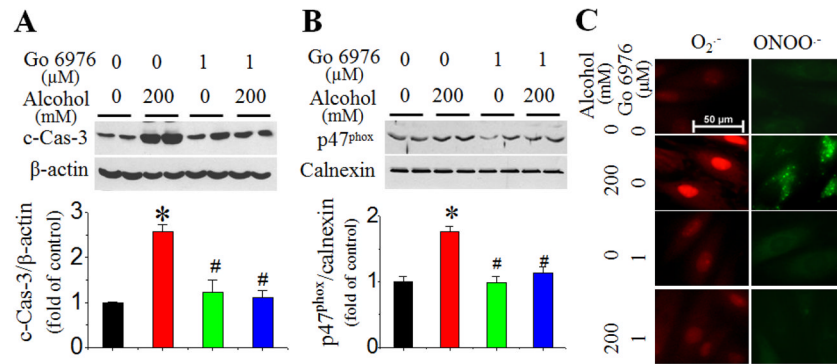 A
Go 6976 0 0 1 1
(µM)
Alcohol 0 200 0 200
(mM)
c-Cas-3
β-actin
c-Cas-3/β-actin
(fold of control)
3
2
1
0
*
#
#
B
Go 6976 0 0 1 1
(µM)
Alcohol 0 200 0 200
(mM)
p47phox
Calnexin
p47phox/calnexin
(fold of control)
2
1
0
*
#
#
C
O2·- ONOO·-
Alcohol (mM)
Go 6976 (µM)
50 µm
0 0
200 0
0 1
200 1